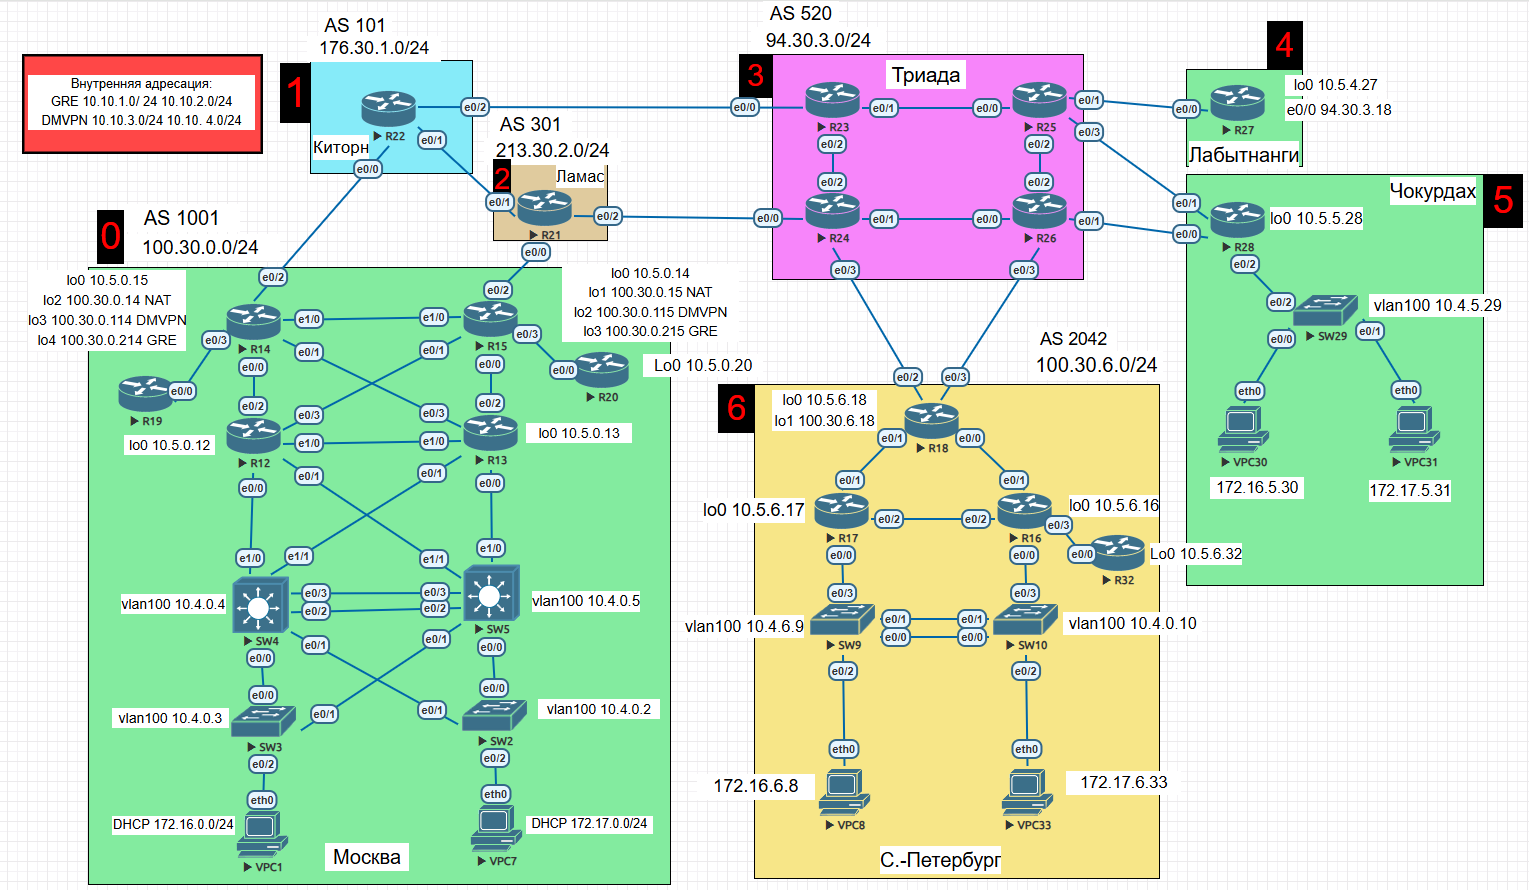 Внутренняя адресация:
GRE 10.10.1.0/ 24 10.10.2.0/24
DMVPN 10.10.3.0/24 10.10. 4.0/24
AS 101
176.30.1.0/24
1
R22
Киторн
e0/2
e0/1
e0/0
AS 301
213.30.2.0/24
2
Ламас
e0/1
e0/2
R21
e0/0
AS 520
94.30.3.0/24
3
Триада
e0/0
R23
e0/1
e0/2
e0/0
R25
e0/1
e0/3
e0/2
e0/2
e0/0
R24
e0/1
e0/3
e0/2
e0/0
R26
e0/1
e0/3
4
lo0 10.5.4.27
e0/0 94.30.3.18
e0/0
R27
Лабытнанги
5
Чокурдах
e0/1
e0/0
lo0 10.5.5.28
R28
e0/2
e0/2
vlan100 10.4.5.29
SW29
e0/0
e0/1
eth0
eth0
VPC30
VPC31
172.16.5.30
172.17.5.31
0
AS 1001
100.30.0.0/24
lo0 10.5.0.15
lo2 100.30.0.14 NAT
lo3 100.30.0.114 DMVPN
lo4 100.30.0.214 GRE
e0/2
e0/3
R14
e1/0
e0/1
e0/0
lo0 10.5.0.14
lo1 100.30.0.15 NAT
lo2 100.30.0.115 DMVPN
lo3 100.30.0.215 GRE
e0/2
e1/0
e0/1
R15
e0/3
e0/0
e0/0
R19
e0/0
R20
Lo0 10.5.0.20
lo0 10.5.0.12
e0/2
e0/3
R12
e1/0
e0/1
e0/0
lo0 10.5.0.13
e0/3
e0/2
e1/0
R13
e0/1
e0/0
e1/0
e1/1
vlan100 10.4.0.4
e0/3
e0/2
SW4
e0/0
e0/1
e1/0
e1/1
vlan100 10.4.0.5
e0/3
e0/2
SW5
e0/1
e0/0
vlan100 10.4.0.3
e0/0
e0/1
SW3
e0/2
vlan100 10.4.0.2
e0/0
e0/1
SW2
e0/2
eth0
DHCP 172.16.0.0/24
VPC1
eth0
DHCP 172.17.0.0/24
VPC7
Москва
AS 2042
100.30.6.0/24
6
lo0 10.5.6.18
lo1 100.30.6.18
e0/2
e0/3
R18
e0/1
e0/0
lo0 10.5.6.17
e0/1
R17
e0/2
e0/0
lo0 10.5.6.16
e0/1
e0/2
R16
e0/3
e0/0
e0/0
R32
Lo0 10.5.6.32
vlan100 10.4.6.9
e0/3
SW9
e0/1
e0/0
e0/2
vlan100 10.4.0.10
e0/3
e0/1
e0/0
SW10
e0/2
172.16.6.8
eth0
VPC8
172.17.6.33
eth0
VPC33
С.-Петербург